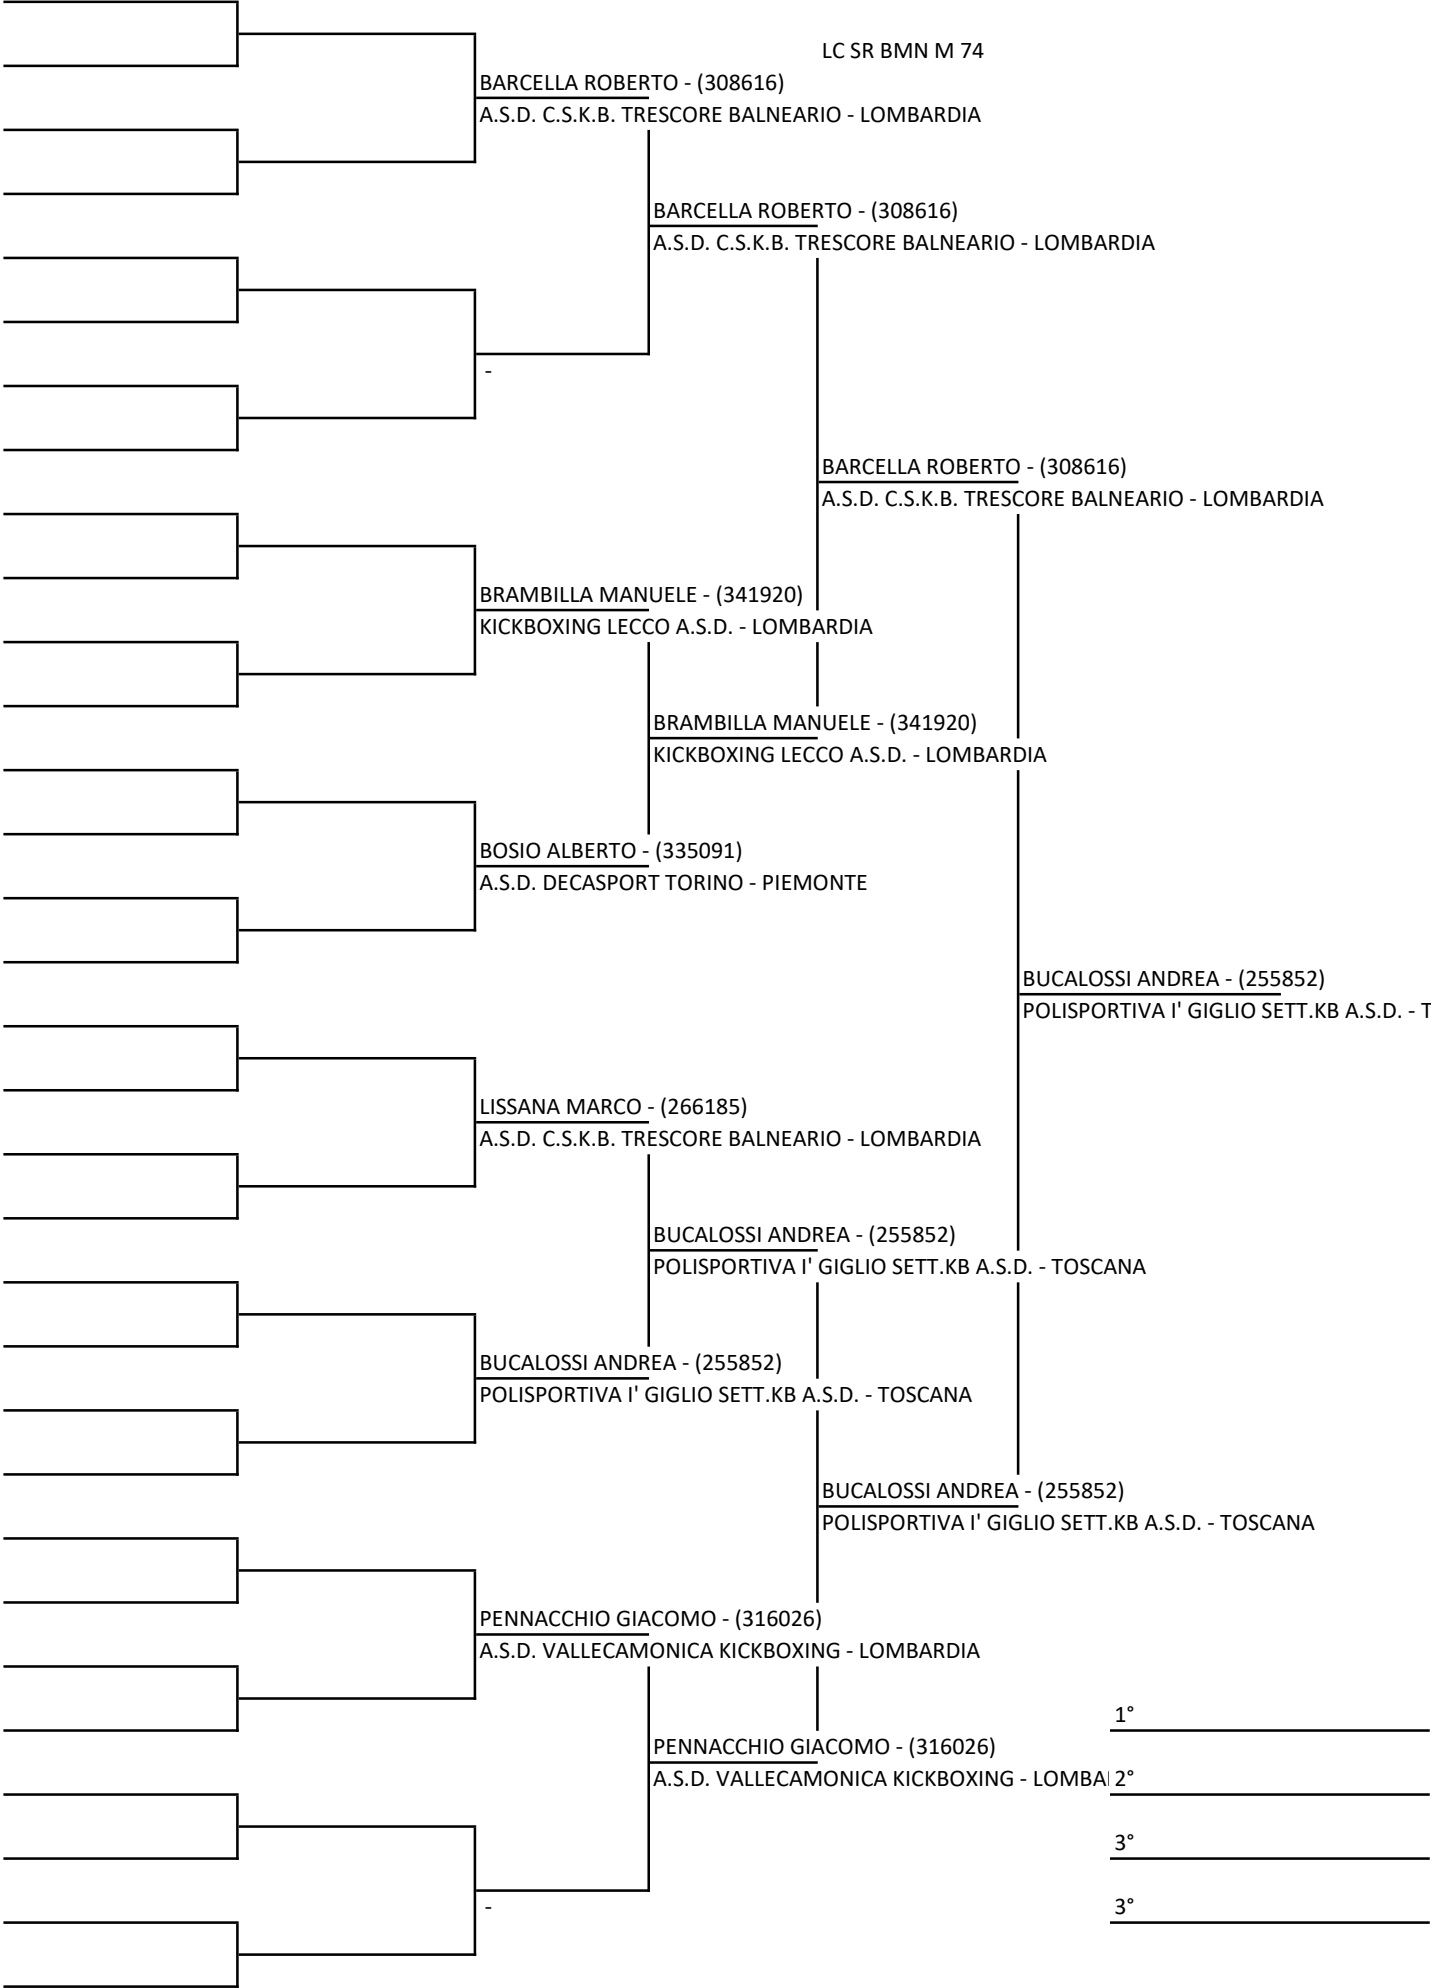 LC SR BMN M 74
BARCELLA ROBERTO - (308616)
A.S.D. C.S.K.B. TRESCORE BALNEARIO - LOMBARDIA
BARCELLA ROBERTO - (308616)
A.S.D. C.S.K.B. TRESCORE BALNEARIO - LOMBARDIA
-
BARCELLA ROBERTO - (308616)
A.S.D. C.S.K.B. TRESCORE BALNEARIO - LOMBARDIA
BRAMBILLA MANUELE - (341920)
KICKBOXING LECCO A.S.D. - LOMBARDIA
BRAMBILLA MANUELE - (341920)
KICKBOXING LECCO A.S.D. - LOMBARDIA
BOSIO ALBERTO - (335091)
A.S.D. DECASPORT TORINO - PIEMONTE
BUCALOSSI ANDREA - (255852)
POLISPORTIVA I' GIGLIO SETT.KB A.S.D. - T
LISSANA MARCO - (266185)
A.S.D. C.S.K.B. TRESCORE BALNEARIO - LOMBARDIA
BUCALOSSI ANDREA - (255852)
POLISPORTIVA I' GIGLIO SETT.KB A.S.D. - TOSCANA
BUCALOSSI ANDREA - (255852)
POLISPORTIVA I' GIGLIO SETT.KB A.S.D. - TOSCANA
BUCALOSSI ANDREA - (255852)
POLISPORTIVA I' GIGLIO SETT.KB A.S.D. - TOSCANA
PENNACCHIO GIACOMO - (316026)
A.S.D. VALLECAMONICA KICKBOXING - LOMBARDIA
1°
PENNACCHIO GIACOMO - (316026)
A.S.D. VALLECAMONICA KICKBOXING - LOMBA
2°
3°
-
3°